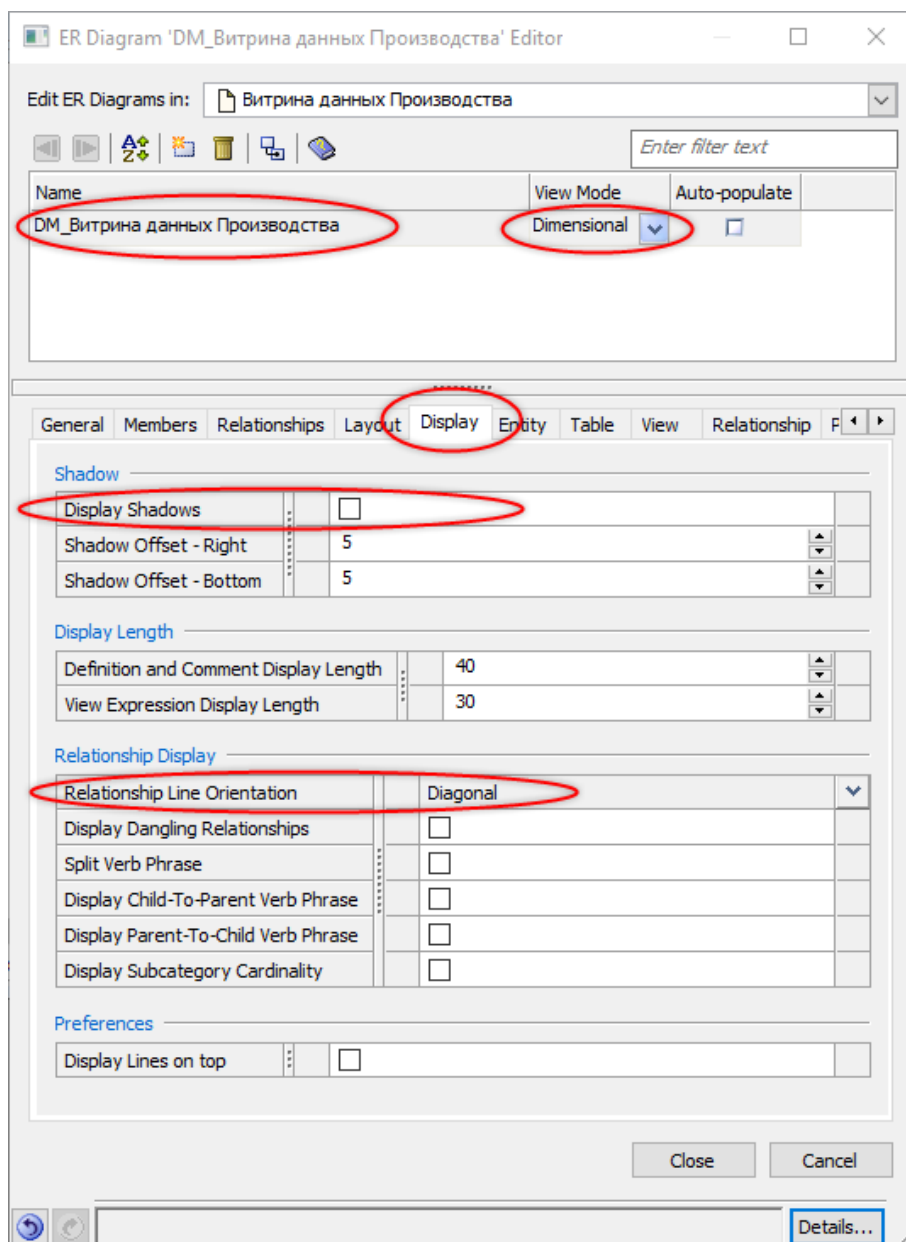 ER Diagram 'DM_Витрина данных Производства' Editor
Edit ER Diagrams in: Витрина данных Производства
Enter filter text
Name View Mode Auto-populate
DM_Витрина данных Производства Dimensional
General Members Relationships Layout Display Entity Table View Relationship
Shadow
Display Shadows
Shadow Offset - Right 5
Shadow Offset - Bottom 5
Display Length
Definition and Comment Display Length 40
View Expression Display Length 30
Relationship Display
Relationship Line Orientation Diagonal
Display Dangling Relationships
Split Verb Phrase
Display Child-To-Parent Verb Phrase
Display Parent-To-Child Verb Phrase
Display Subcategory Cardinality
Preferences
Display Lines on top
Close Cancel
Details...